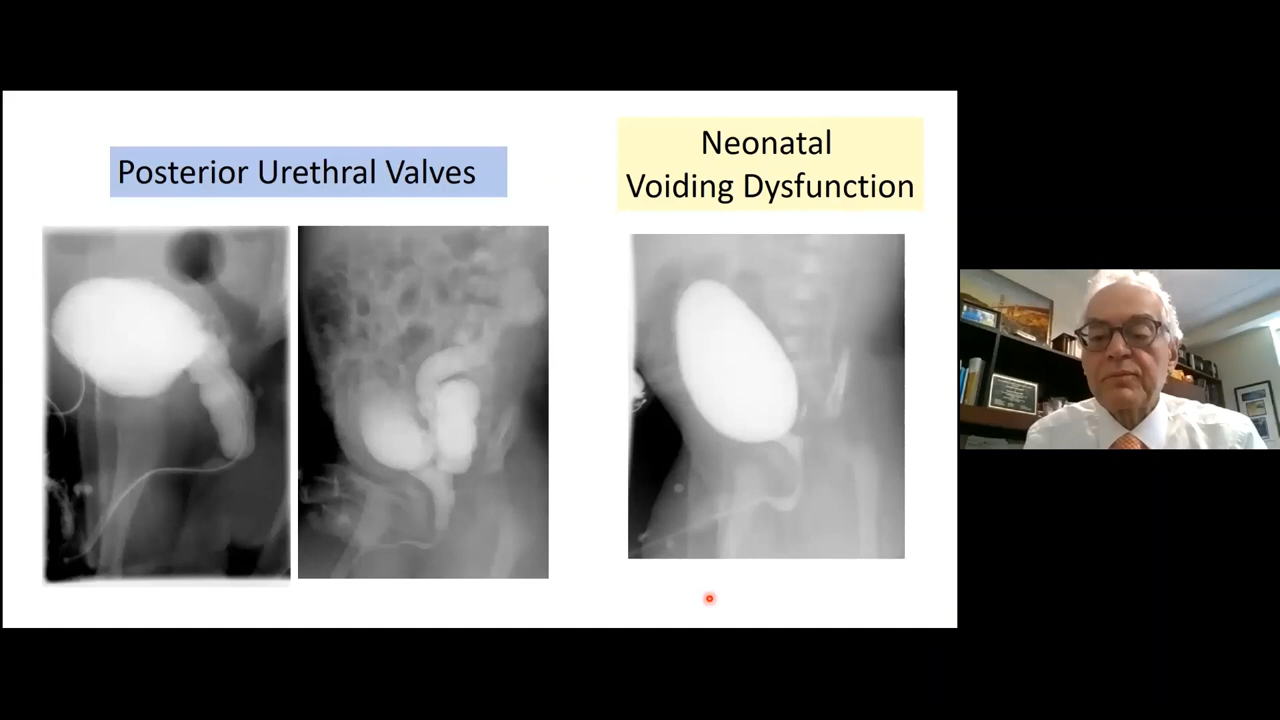 Posterior Urethral Valves
Neonatal
Voiding Dysfunction